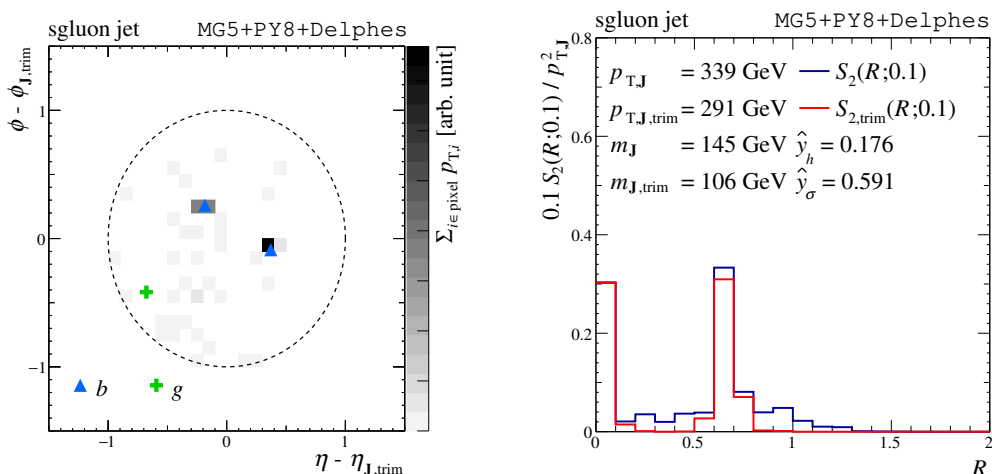 sgluon jet MG5+PY8+Delphes
ϕ - ϕ_J,trim
1
0
−1
−1 0 1
η - η_J,trim
b g
Σ_i∈pixel p_T,i [arb. unit]
sgluon jet MG5+PY8+Delphes
0.1 S_2(R;0.1) / p²_T,J
0.8
0.6
0.4
0.2
0
p_T,J = 339 GeV S_2(R;0.1)
p_T,J,trim = 291 GeV S_2,trim(R;0.1)
m_J = 145 GeV ŷ_h = 0.176
m_J,trim = 106 GeV ŷ_σ = 0.591
0 0.5 1 1.5 2
R